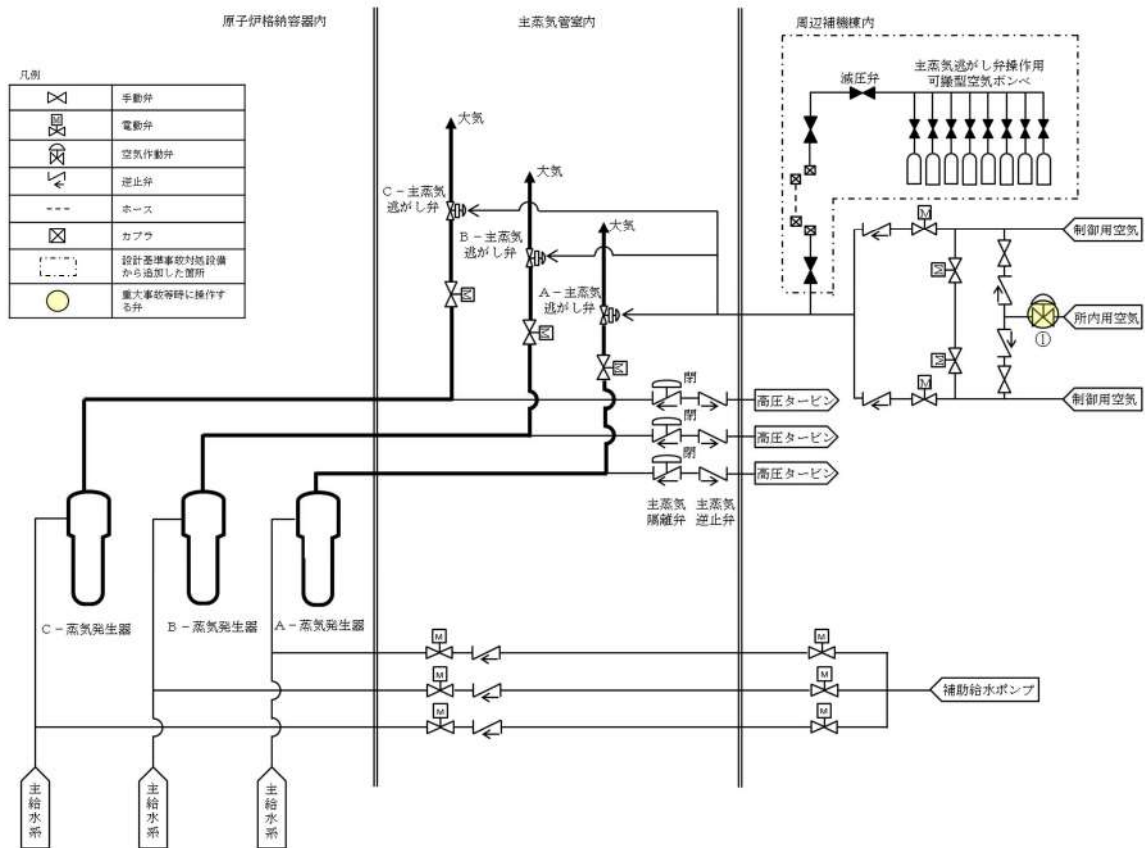 原子炉格納容器内
主蒸気管室内
周辺補機棟内
凡例
手動弁
M
電動弁
空気作動弁
逆止弁
ホース
カプラ
設計基準事故対処設備
から追加した箇所
重大事故等時に操作す
る弁
主蒸気逃がし弁操作用
可搬型空気ボンベ
減圧弁
大気
大気
大気
C-主蒸気
逃がし弁
B-主蒸気
逃がし弁
A-主蒸気
逃がし弁
M
M
M
M
制御用空気
M
所内用空気
①
M
M
制御用空気
閉
高圧タービン
閉
高圧タービン
閉
高圧タービン
主蒸気
隔離弁
主蒸気
逆止弁
C-蒸気発生器
B-蒸気発生器
A-蒸気発生器
M
M
M
M
補助給水ポンプ
M
M
主給水系
主給水系
主給水系